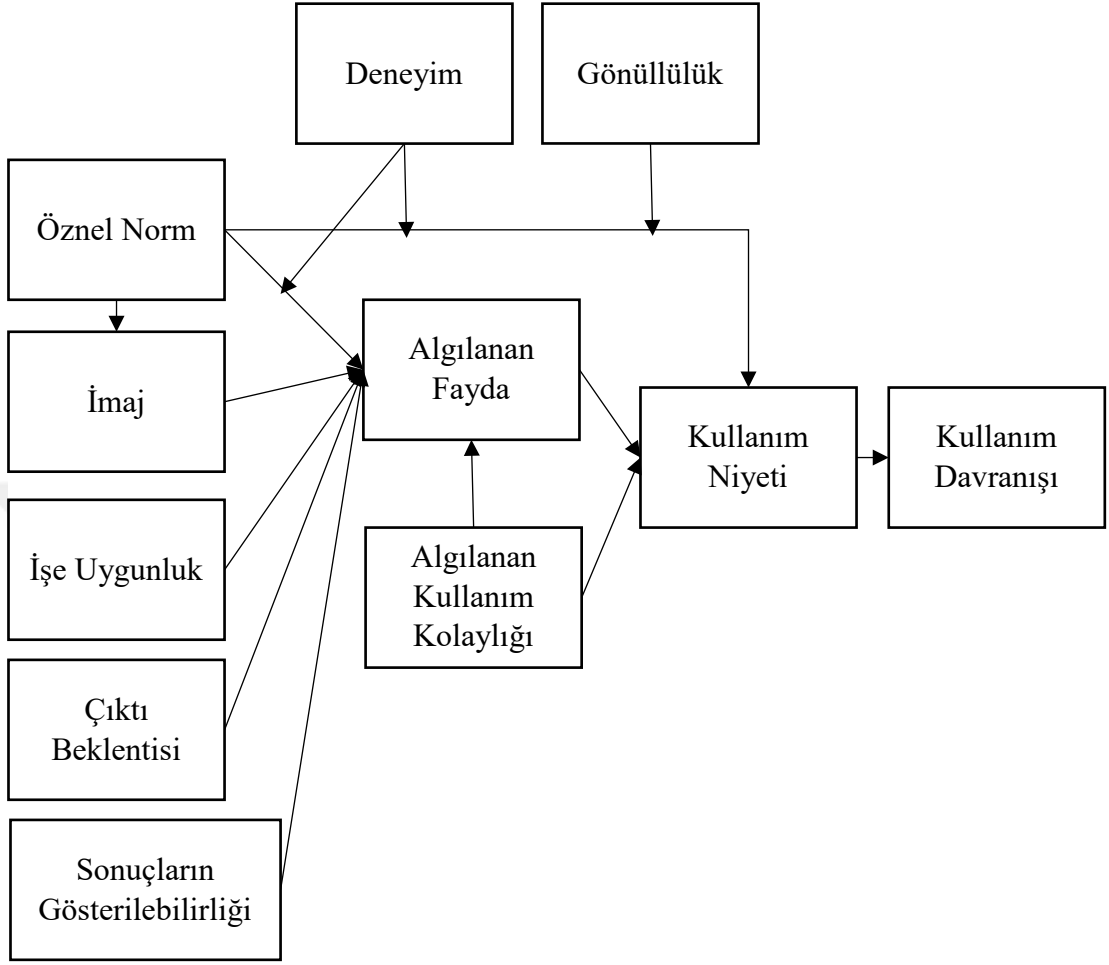 Deneyim
Gönüllülük
Öznel Norm
İmaj
Algılanan
Fayda
Kullanım
Niyeti
Kullanım
Davranışı
İşe Uygunluk
Algılanan
Kullanım
Kolaylığı
Çıktı
Beklentisi
Sonuçların
Gösterilebilirliği